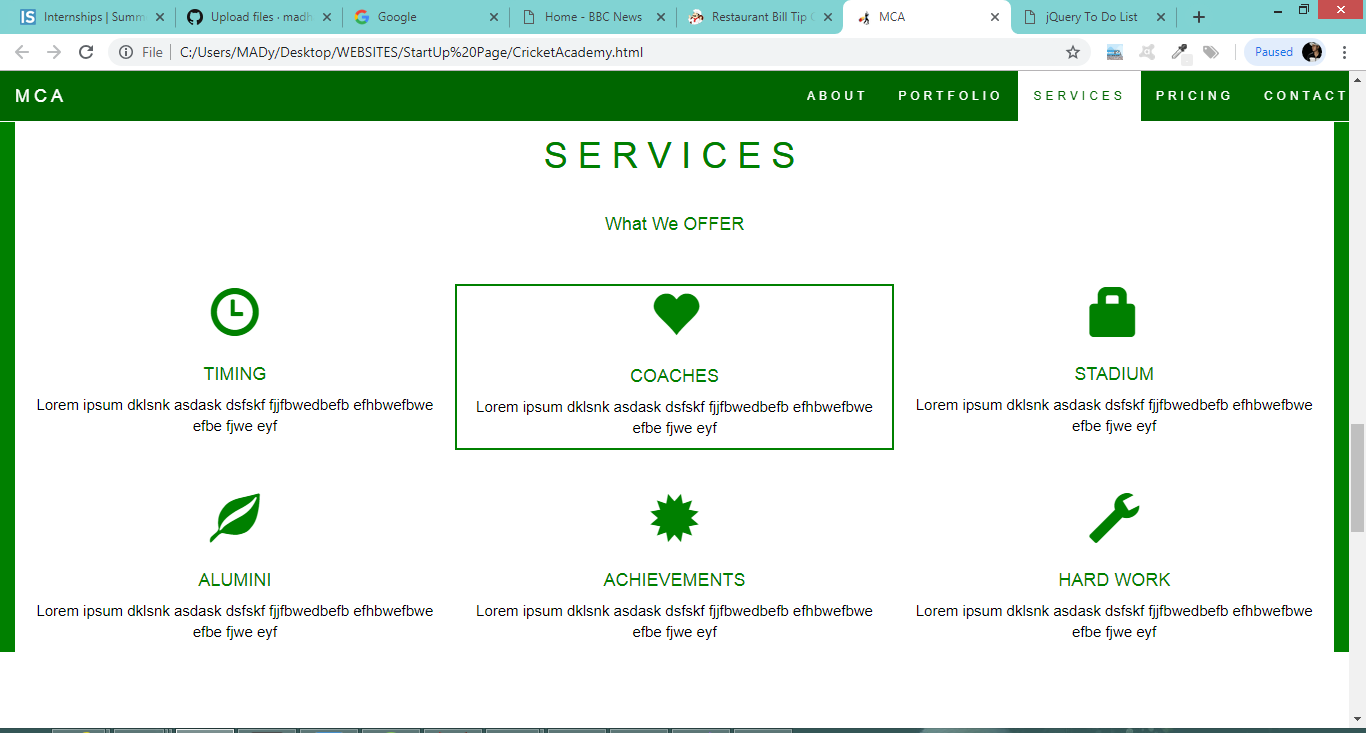 Internships | Summ
Upload files · madh
Google
Home - BBC News
Restaurant Bill Tip C
MCA
jQuery To Do List
File
C:/Users/MADy/Desktop/WEBSITES/StartUp%20Page/CricketAcademy.html
Paused
MCA
ABOUT
PORTFOLIO
SERVICES
PRICING
CONTACT
SERVICES
What We OFFER
TIMING
Lorem ipsum dklsnk asdask dsfskf fjjfbwedbefb efhbwefbwe
efbe fjwe eyf
COACHES
Lorem ipsum dklsnk asdask dsfskf fjjfbwedbefb efhbwefbwe
efbe fjwe eyf
STADIUM
Lorem ipsum dklsnk asdask dsfskf fjjfbwedbefb efhbwefbwe
efbe fjwe eyf
ALUMINI
Lorem ipsum dklsnk asdask dsfskf fjjfbwedbefb efhbwefbwe
efbe fjwe eyf
ACHIEVEMENTS
Lorem ipsum dklsnk asdask dsfskf fjjfbwedbefb efhbwefbwe
efbe fjwe eyf
HARD WORK
Lorem ipsum dklsnk asdask dsfskf fjjfbwedbefb efhbwefbwe
efbe fjwe eyf